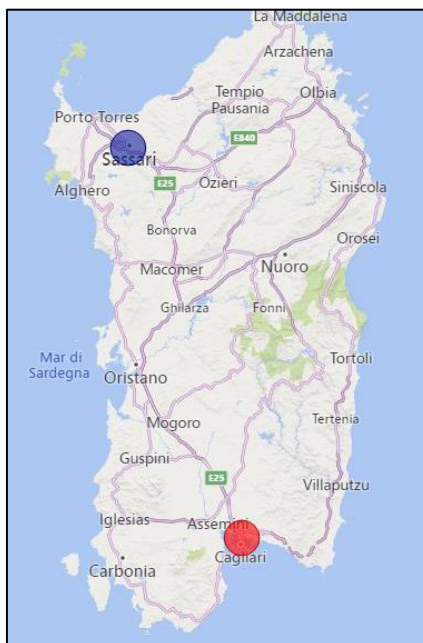 La Maddalena
Arzachena
Tempio
Pausania
Olbia
Porto Torres
E840
Sassari
E25
Ozieri
Alghero
Siniscola
Bonorva
Orosei
Macomer
Nuoro
Ghilarza
Fonni
Mar di
Sardegna
Tortoli
Oristano
Mogoro
Tertenia
Guspini
E25
Villaputzu
Iglesias
Assemini
Cagliari
Carbonia